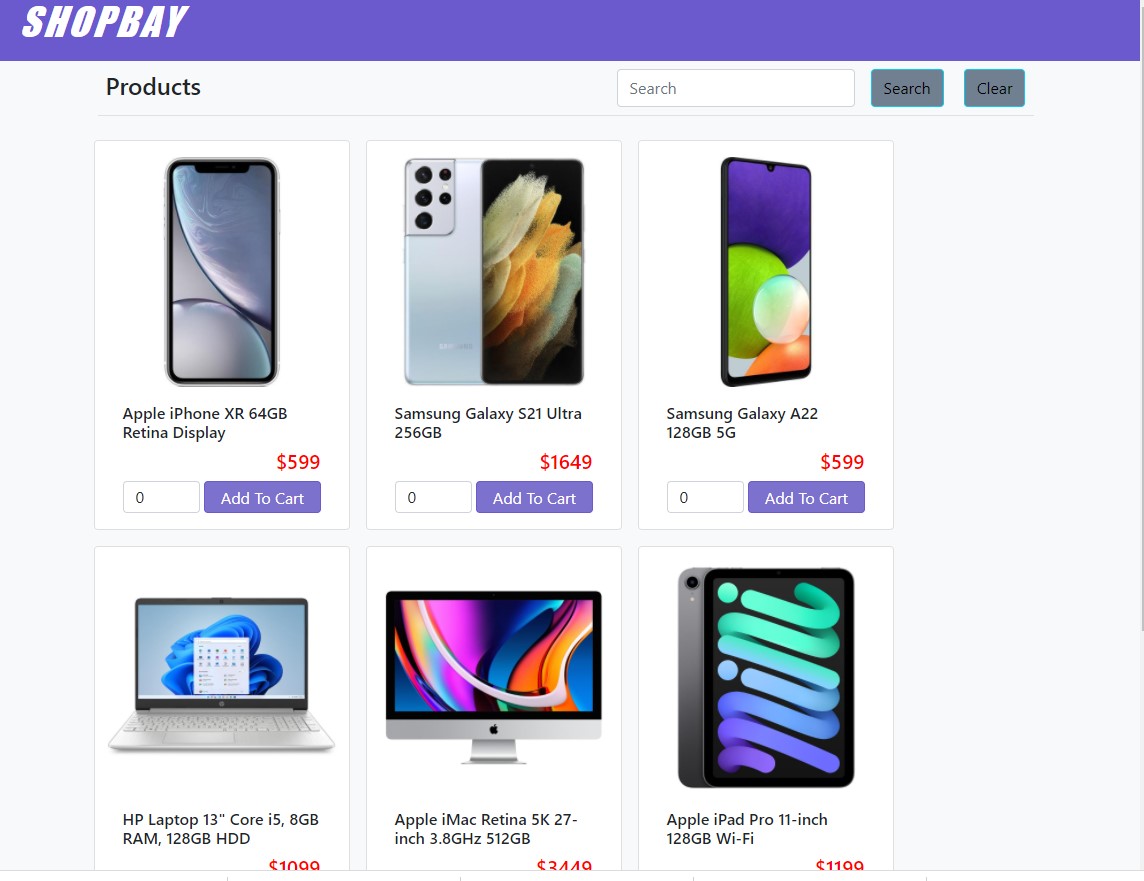 SHOPBAY
Products
Search
Search
Clear
Apple iPhone XR 64GB
Retina Display
$599
0
Add To Cart
Samsung Galaxy S21 Ultra
256GB
$1649
0
Add To Cart
Samsung Galaxy A22
128GB 5G
$599
0
Add To Cart
HP Laptop 13" Core i5, 8GB
RAM, 128GB HDD
$1099
Apple iMac Retina 5K 27-
inch 3.8GHz 512GB
$3449
Apple iPad Pro 11-inch
128GB Wi-Fi
$1199